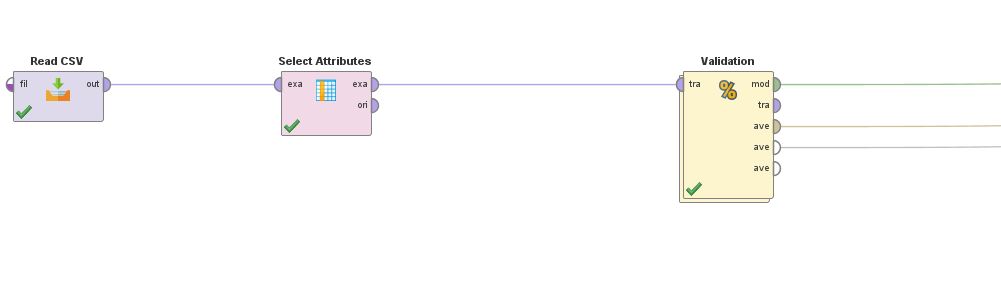 Read CSV
fil out
Select Attributes
exa exa
ori
Validation
%
tra mod
tra
ave
ave
ave